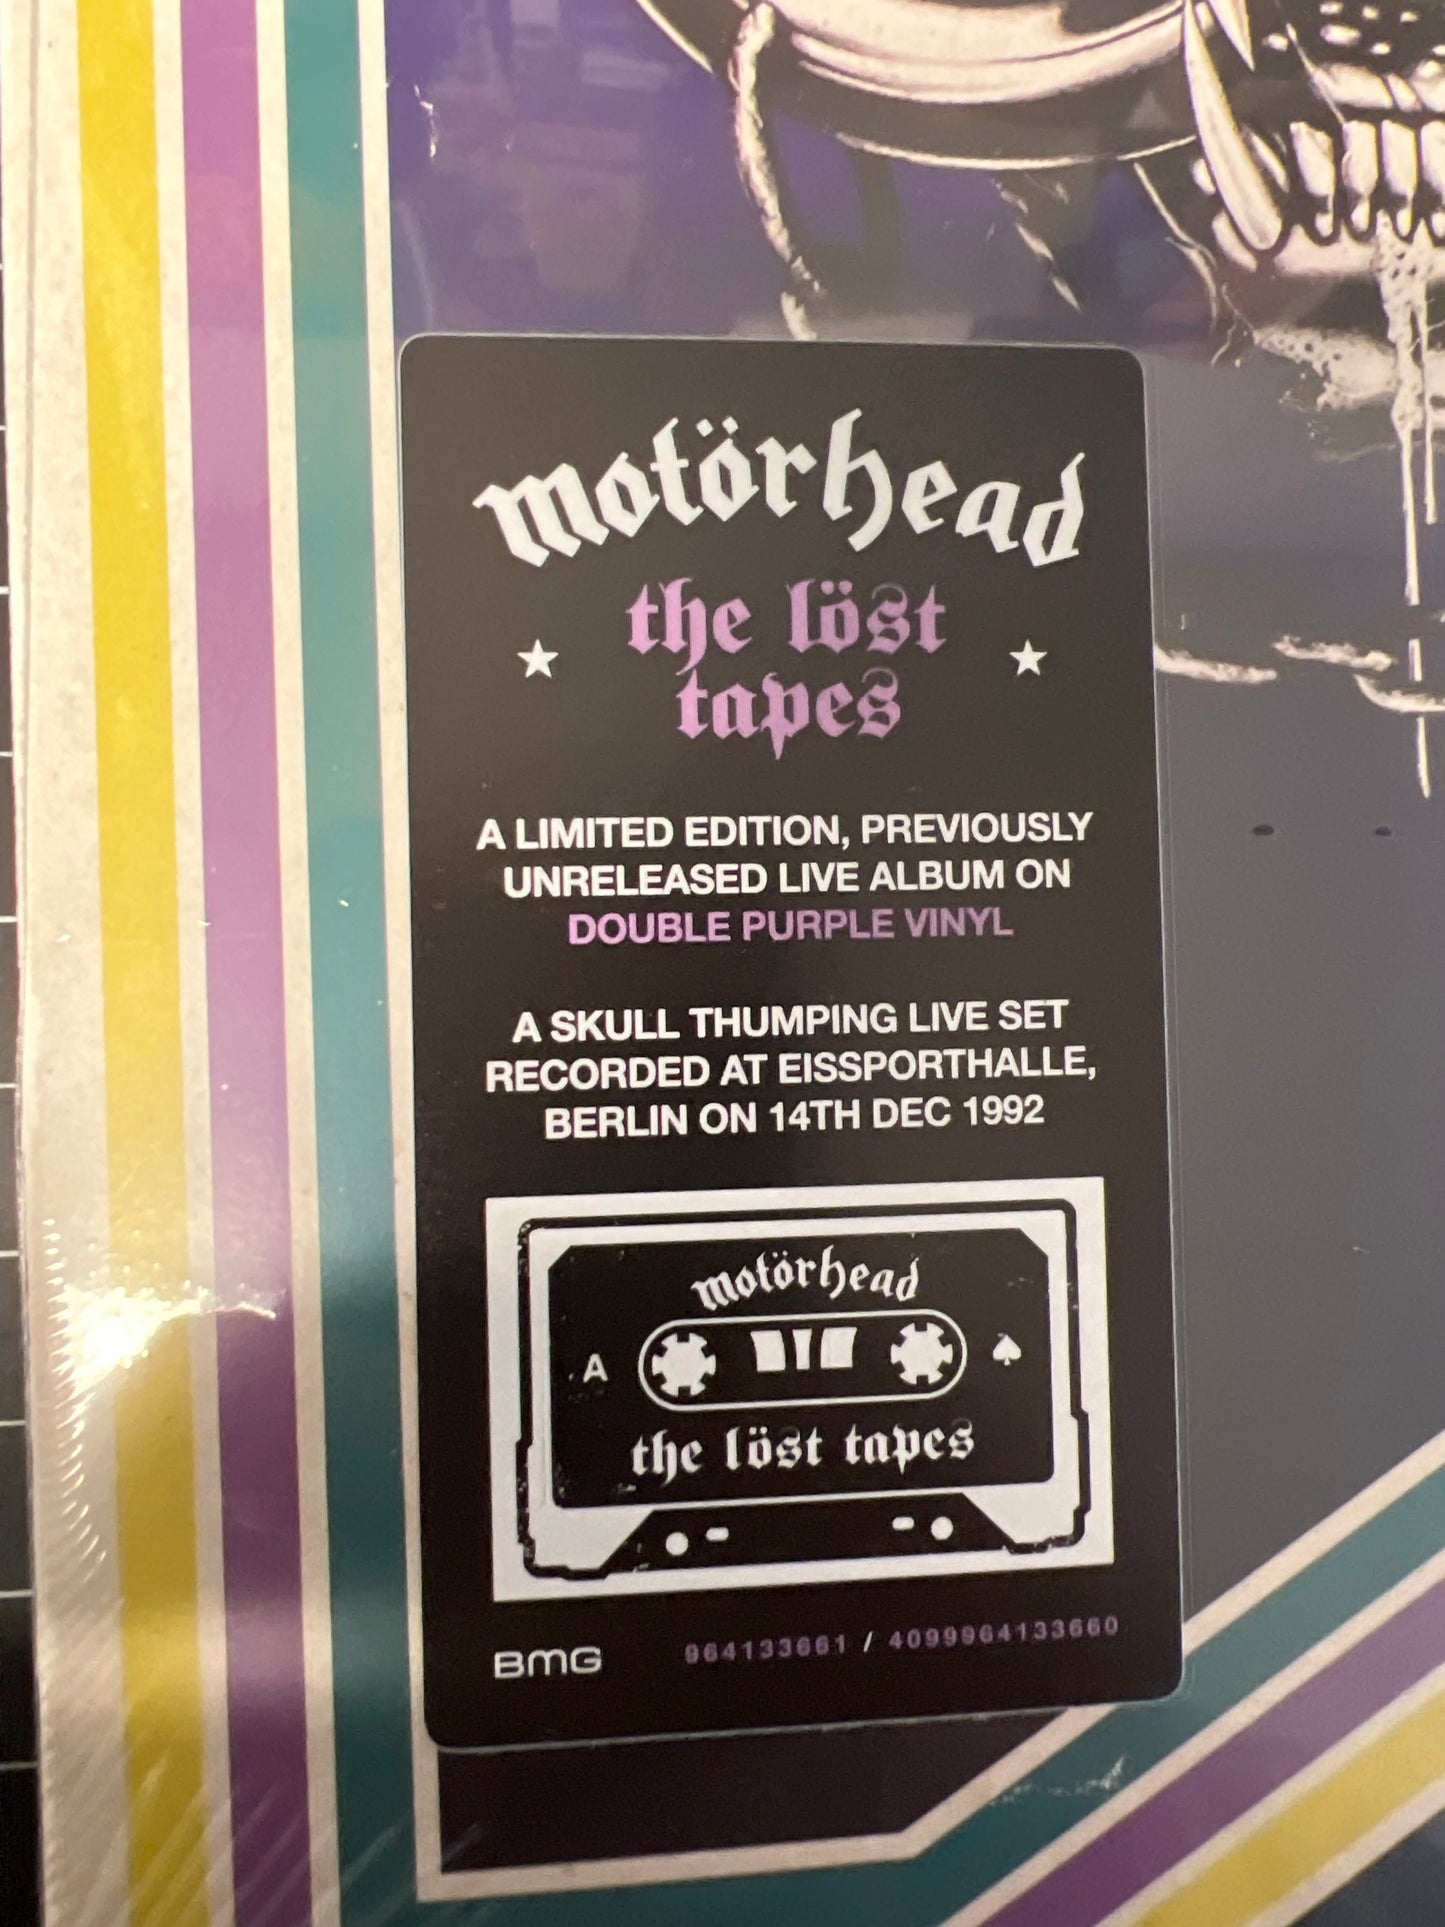 motörhead
the löst
tapes
A LIMITED EDITION, PREVIOUSLY
UNRELEASED LIVE ALBUM ON
DOUBLE PURPLE VINYL
A SKULL THUMPING LIVE SET
RECORDED AT EISSPORTHALLE,
BERLIN ON 14TH DEC 1992
motörhead
A
the löst tapes
BMG 964133661 / 4099964133660